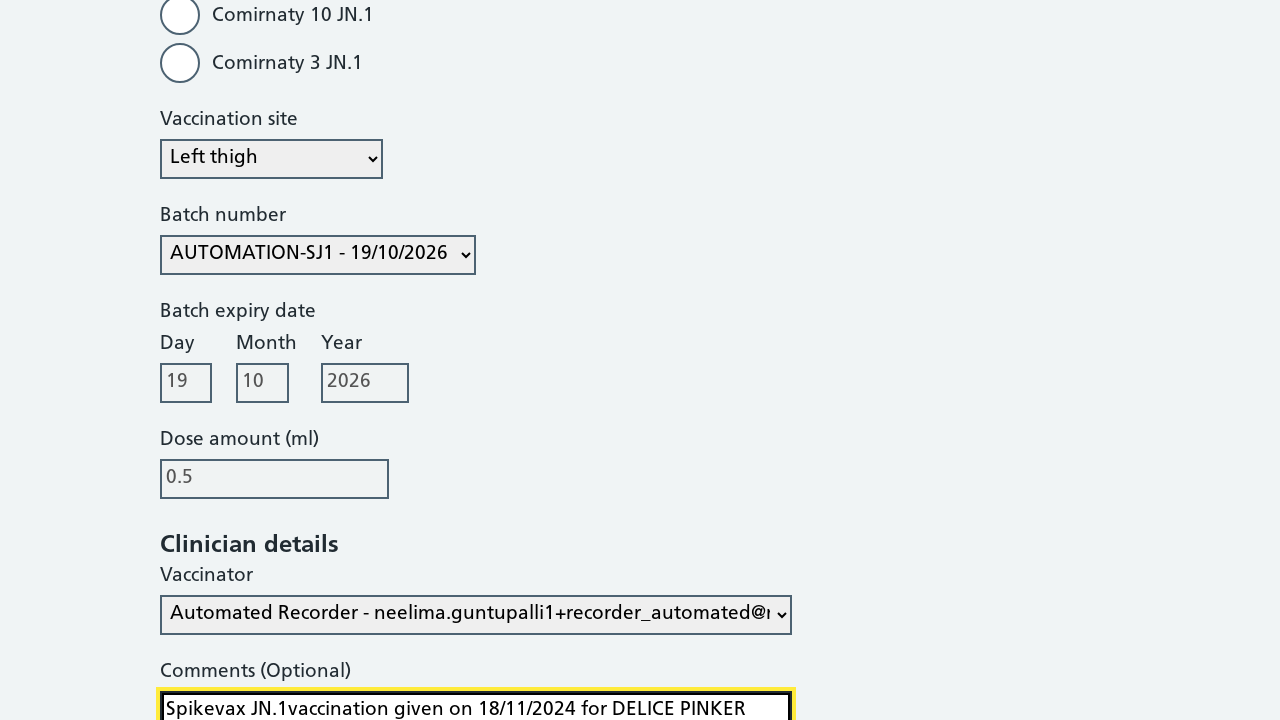 Comirnaty 10 JN.1
Comirnaty 3 JN.1
Vaccination site
Left thigh
Batch number
AUTOMATION-SJ1 - 19/10/2026
Batch expiry date
Day Month Year
19 10 2026
Dose amount (ml)
0.5
Clinician details
Vaccinator
Automated Recorder - neelima.guntupalli1+recorder_automated@
Comments (Optional)
Spikevax JN.1vaccination given on 18/11/2024 for DELICE PINKER